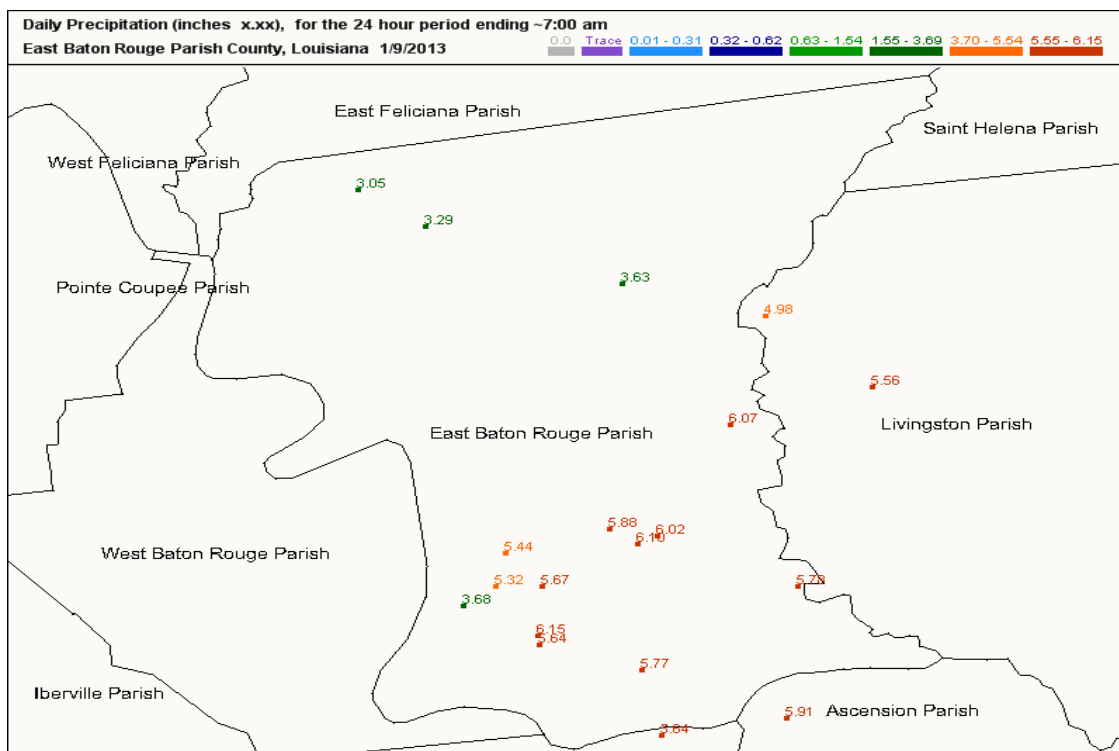 Daily Precipitation (inches x.xx), for the 24 hour period ending ~7:00 am
East Baton Rouge Parish County, Louisiana 1/9/2013
0.0 Trace 0.01 - 0.31 0.32 - 0.62 0.63 - 1.54 1.55 - 3.69 3.70 - 5.54 5.55 - 6.15
East Feliciana Parish
Saint Helena Parish
West Feliciana Parish
3.05
3.29
3.63
Pointe Coupee Parish
4.98
5.56
6.07
East Baton Rouge Parish
Livingston Parish
5.88
6.02
6.10
5.44
West Baton Rouge Parish
5.32
5.67
3.68
6.15
5.64
5.77
Iberville Parish
5.91
Ascension Parish